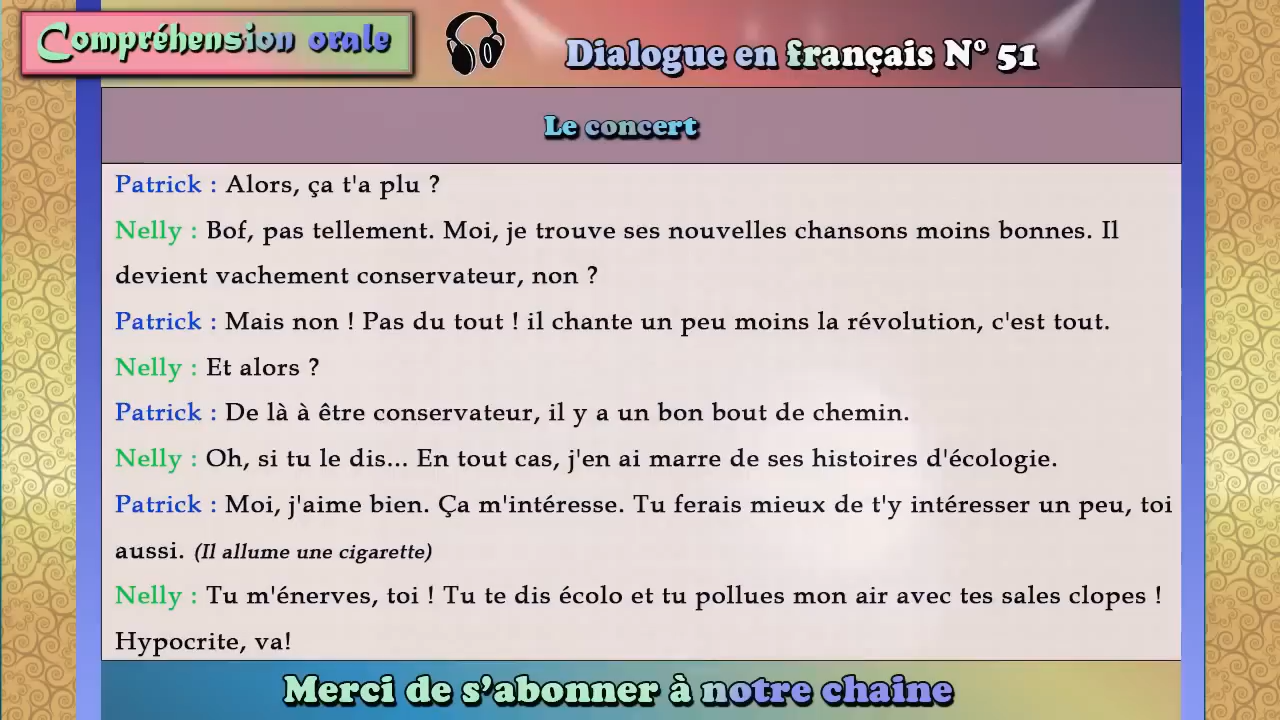 Compréhension orale
Dialogue en français N° 51
Le concert
Patrick : Alors, ça t'a plu ?
Nelly : Bof, pas tellement. Moi, je trouve ses nouvelles chansons moins bonnes. Il
devient vachement conservateur, non ?
Patrick : Mais non ! Pas du tout ! il chante un peu moins la révolution, c'est tout.
Nelly : Et alors ?
Patrick : De là à être conservateur, il y a un bon bout de chemin.
Nelly : Oh, si tu le dis... En tout cas, j'en ai marre de ses histoires d'écologie.
Patrick : Moi, j'aime bien. Ça m'intéresse. Tu ferais mieux de t'y intéresser un peu, toi
aussi. (Il allume une cigarette)
Nelly : Tu m'énerves, toi ! Tu te dis écolo et tu pollues mon air avec tes sales clopes !
Hypocrite, va!
Merci de s'abonner à notre chaine